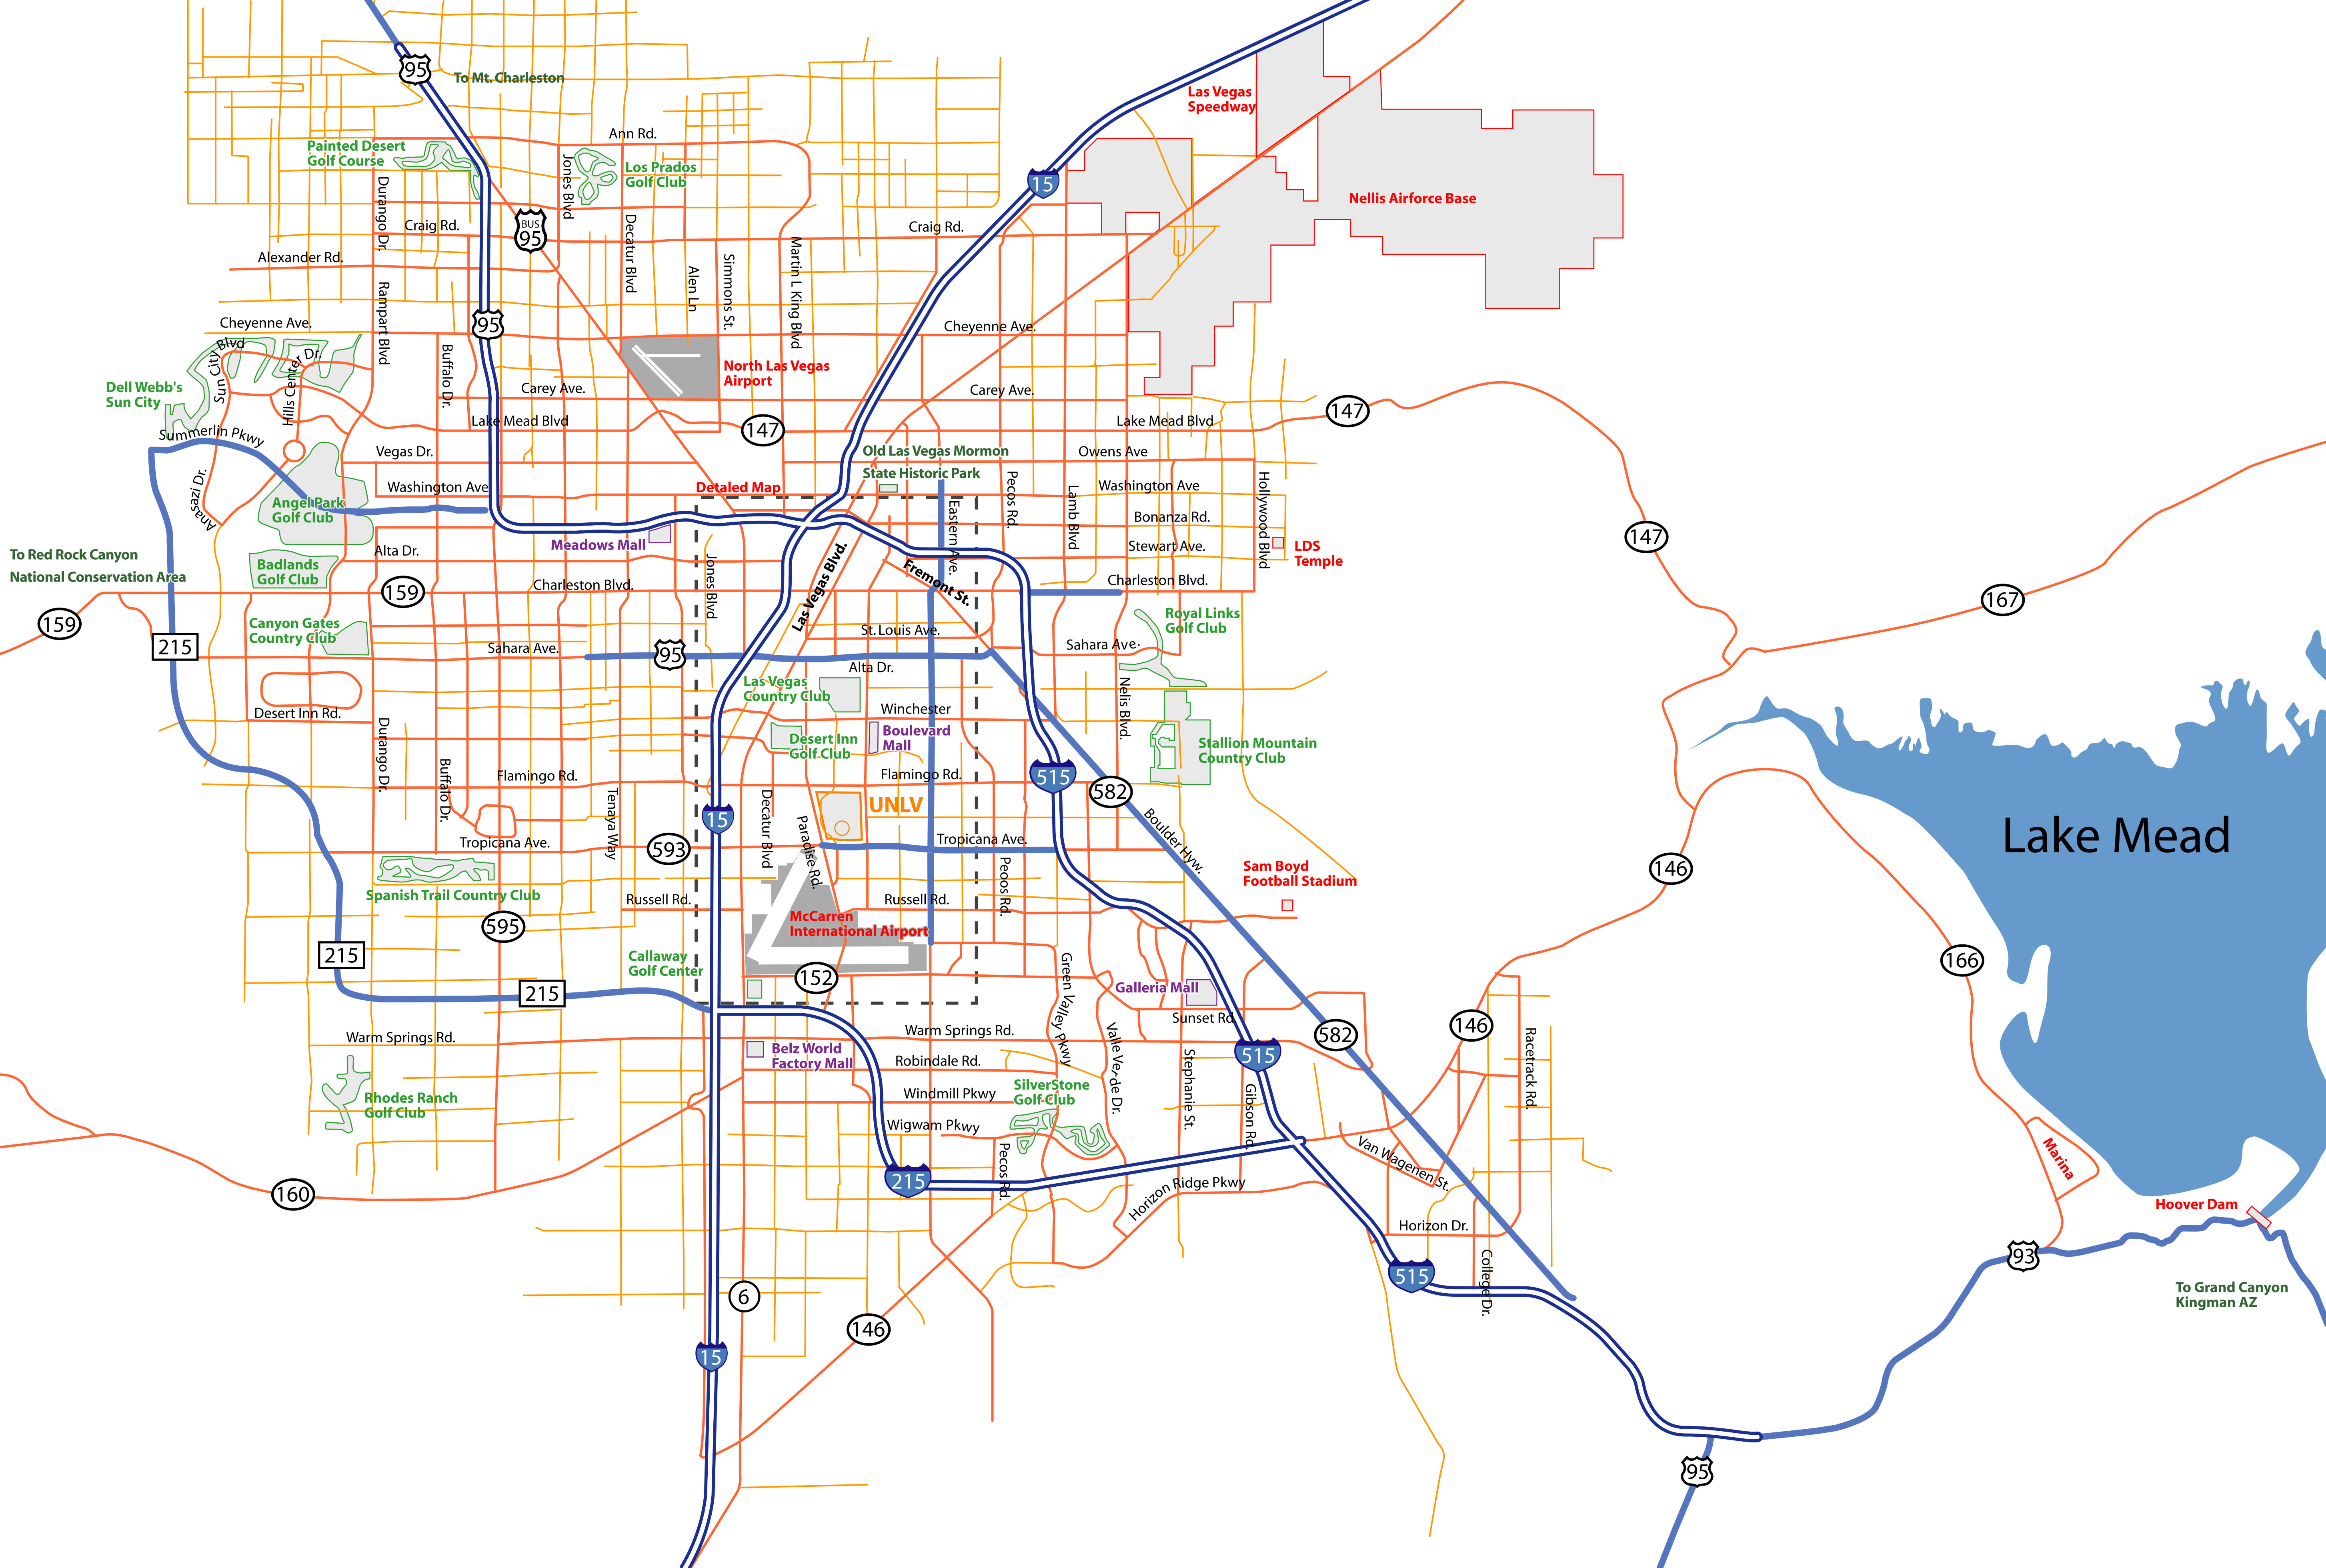 95
To Mt. Charleston
Las Vegas
Speedway
Ann Rd.
Painted Desert
Golf Course
Jones Blvd
Los Prados
Golf Club
15
Nellis Airforce Base
Durango Dr.
Craig Rd.
BUS
95
Decatur Blvd
Craig Rd.
Martin L King Blvd
Alexander Rd.
Alen Ln
Simmons St.
Rampart Blvd
Cheyenne Ave.
95
Cheyenne Ave.
Sun City Blvd
Hills Center Dr.
Buffalo Dr.
North Las Vegas
Airport
Dell Webb's
Sun City
Carey Ave.
Carey Ave.
Lake Mead Blvd
147
Lake Mead Blvd
147
Summerlin Pkwy
Vegas Dr.
Old Las Vegas Mormon
State Historic Park
Owens Ave
Anasazi Dr.
Washington Ave
Detaled Map
Pecos Rd.
Lamb Blvd
Washington Ave
Hollywood Blvd
Angel Park
Golf Club
Eastern Ave.
Bonanza Rd.
147
Meadows Mall
To Red Rock Canyon
National Conservation Area
Alta Dr.
Stewart Ave.
LDS
Temple
Badlands
Golf Club
Jones Blvd
Las Vegas Blvd.
Fremont St.
159
Charleston Blvd.
Charleston Blvd.
167
159
Canyon Gates
Country Club
St. Louis Ave.
Royal Links
Golf Club
215
Sahara Ave.
95
Sahara Ave.
Alta Dr.
Las Vegas
Country Club
Nelis Blvd.
Desert Inn Rd.
Winchester
Durango Dr.
Desert Inn
Golf Club
Boulevard
Mall
Stallion Mountain
Country Club
Buffalo Dr.
Flamingo Rd.
Flamingo Rd.
515
582
Tenaya Way
Decatur Blvd
UNLV
Boulder Hyw.
Lake Mead
15
Paradise Rd.
Tropicana Ave.
593
Tropicana Ave.
Sam Boyd
Football Stadium
146
Spanish Trail Country Club
Russell Rd.
Russell Rd.
Peoos Rd.
595
McCarren
International Airport
215
Callaway
Golf Center
152
Green Valley Pkwy
166
215
Galleria Mall
Sunset Rd.
Warm Springs Rd.
Warm Springs Rd.
Valle Verde Dr.
582
146
Racetrack Rd.
Belz World
Factory Mall
Robindale Rd.
515
Stephanie St.
Gibson Rd.
Rhodes Ranch
Golf Club
Windmill Pkwy
SilverStone
Golf Club
Wigwam Pkwy
Pecos Rd.
Van Wagenen St.
Marina
160
215
Horizon Ridge Pkwy
Hoover Dam
Horizon Dr.
College Dr.
93
515
To Grand Canyon
Kingman AZ
6
146
15
95